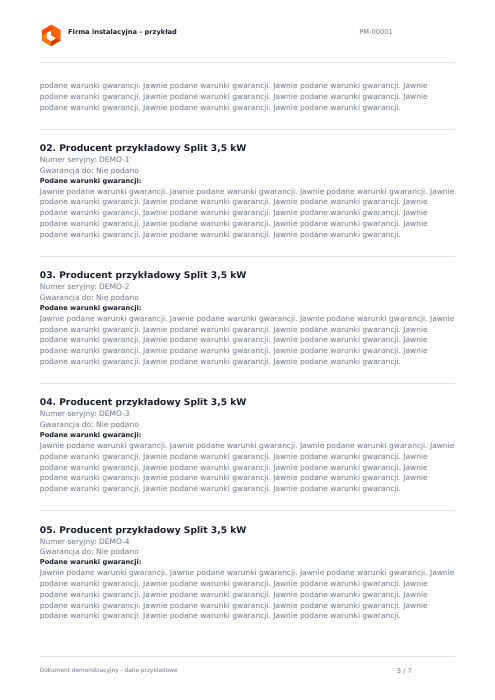 Firma instalacyjna - przykład
PM-00001
podane warunki gwarancji. Jawnie podane warunki gwarancji. Jawnie podane warunki gwarancji. Jawnie
podane warunki gwarancji. Jawnie podane warunki gwarancji. Jawnie podane warunki gwarancji. Jawnie
podane warunki gwarancji. Jawnie podane warunki gwarancji. Jawnie podane warunki gwarancji.
02. Producent przykładowy Split 3,5 kW
Numer seryjny: DEMO-1
Gwarancja do: Nie podano
Podane warunki gwarancji:
Jawnie podane warunki gwarancji. Jawnie podane warunki gwarancji. Jawnie podane warunki gwarancji. Jawnie
podane warunki gwarancji. Jawnie podane warunki gwarancji. Jawnie podane warunki gwarancji. Jawnie
podane warunki gwarancji. Jawnie podane warunki gwarancji. Jawnie podane warunki gwarancji. Jawnie
podane warunki gwarancji. Jawnie podane warunki gwarancji. Jawnie podane warunki gwarancji. Jawnie
podane warunki gwarancji. Jawnie podane warunki gwarancji. Jawnie podane warunki gwarancji.
03. Producent przykładowy Split 3,5 kW
Numer seryjny: DEMO-2
Gwarancja do: Nie podano
Podane warunki gwarancji:
Jawnie podane warunki gwarancji. Jawnie podane warunki gwarancji. Jawnie podane warunki gwarancji. Jawnie
podane warunki gwarancji. Jawnie podane warunki gwarancji. Jawnie podane warunki gwarancji. Jawnie
podane warunki gwarancji. Jawnie podane warunki gwarancji. Jawnie podane warunki gwarancji. Jawnie
podane warunki gwarancji. Jawnie podane warunki gwarancji. Jawnie podane warunki gwarancji. Jawnie
podane warunki gwarancji. Jawnie podane warunki gwarancji. Jawnie podane warunki gwarancji.
04. Producent przykładowy Split 3,5 kW
Numer seryjny: DEMO-3
Gwarancja do: Nie podano
Podane warunki gwarancji:
Jawnie podane warunki gwarancji. Jawnie podane warunki gwarancji. Jawnie podane warunki gwarancji. Jawnie
podane warunki gwarancji. Jawnie podane warunki gwarancji. Jawnie podane warunki gwarancji. Jawnie
podane warunki gwarancji. Jawnie podane warunki gwarancji. Jawnie podane warunki gwarancji. Jawnie
podane warunki gwarancji. Jawnie podane warunki gwarancji. Jawnie podane warunki gwarancji. Jawnie
podane warunki gwarancji. Jawnie podane warunki gwarancji. Jawnie podane warunki gwarancji.
05. Producent przykładowy Split 3,5 kW
Numer seryjny: DEMO-4
Gwarancja do: Nie podano
Podane warunki gwarancji:
Jawnie podane warunki gwarancji. Jawnie podane warunki gwarancji. Jawnie podane warunki gwarancji. Jawnie
podane warunki gwarancji. Jawnie podane warunki gwarancji. Jawnie podane warunki gwarancji. Jawnie
podane warunki gwarancji. Jawnie podane warunki gwarancji. Jawnie podane warunki gwarancji. Jawnie
podane warunki gwarancji. Jawnie podane warunki gwarancji. Jawnie podane warunki gwarancji. Jawnie
podane warunki gwarancji. Jawnie podane warunki gwarancji. Jawnie podane warunki gwarancji.
Dokument demonstracyjny - dane przykładowe
3 / 7